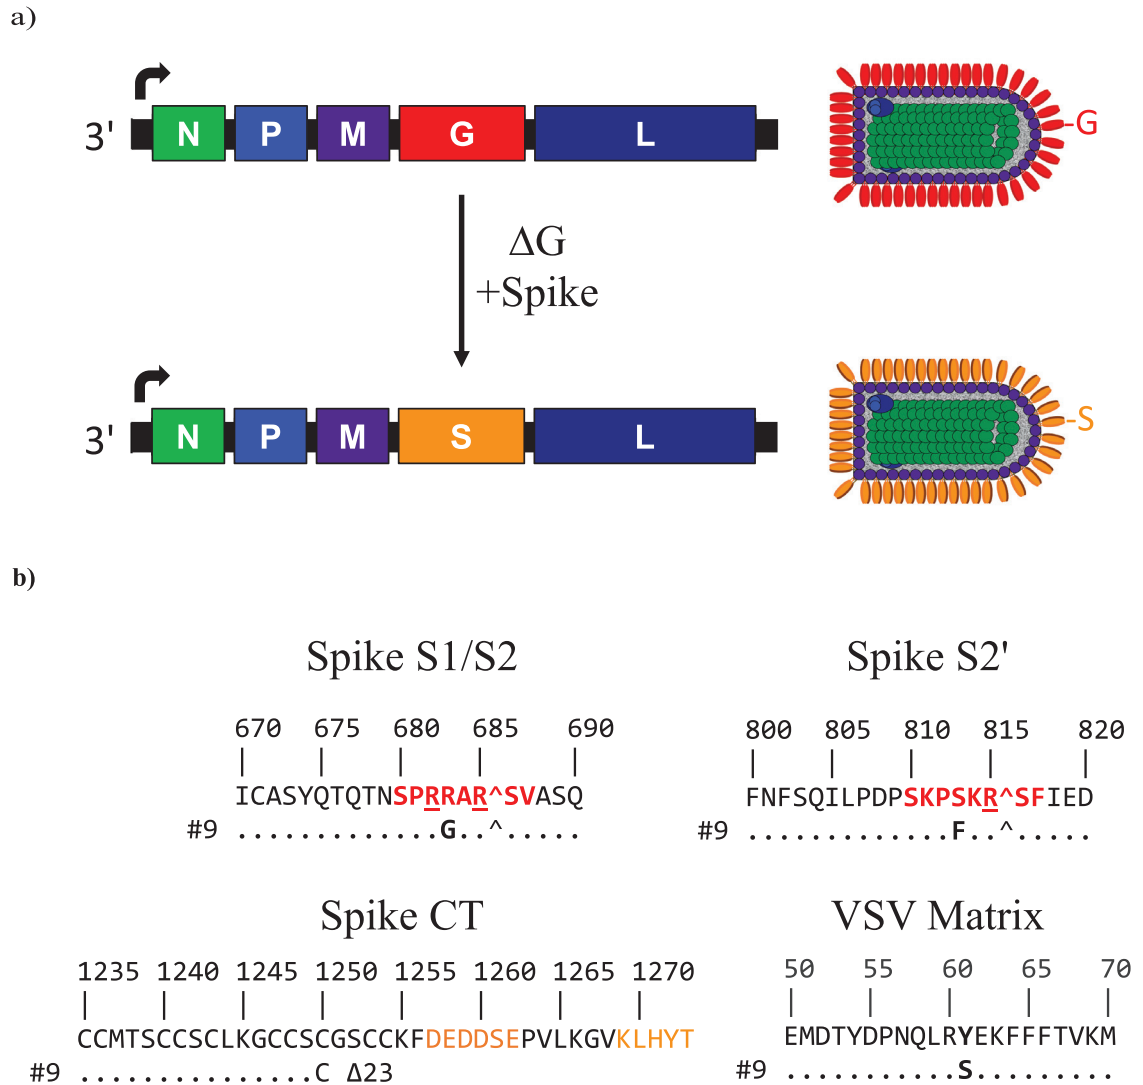 a)
3' N P M G L
-G
ΔG
+Spike
3' N P M S L
-S
b)
Spike S1/S2
670 675 680 685 690
ICASYQTQTNSPRRAR^SVASQ
#9 .............G..^.....
Spike S2'
800 805 810 815 820
FNFSQILPDPSKPSKR^SFIED
#9 .............F..^.....
Spike CT
1235 1240 1245 1250 1255 1260 1265 1270
CCMTSCCSCLKGCCSCGSCCKFDEDDSEPVLKGVKLHYT
#9 ...............C Δ23
VSV Matrix
50 55 60 65 70
EMDTYDPNQLRYEKFFFTVKM
#9 ...........S.........